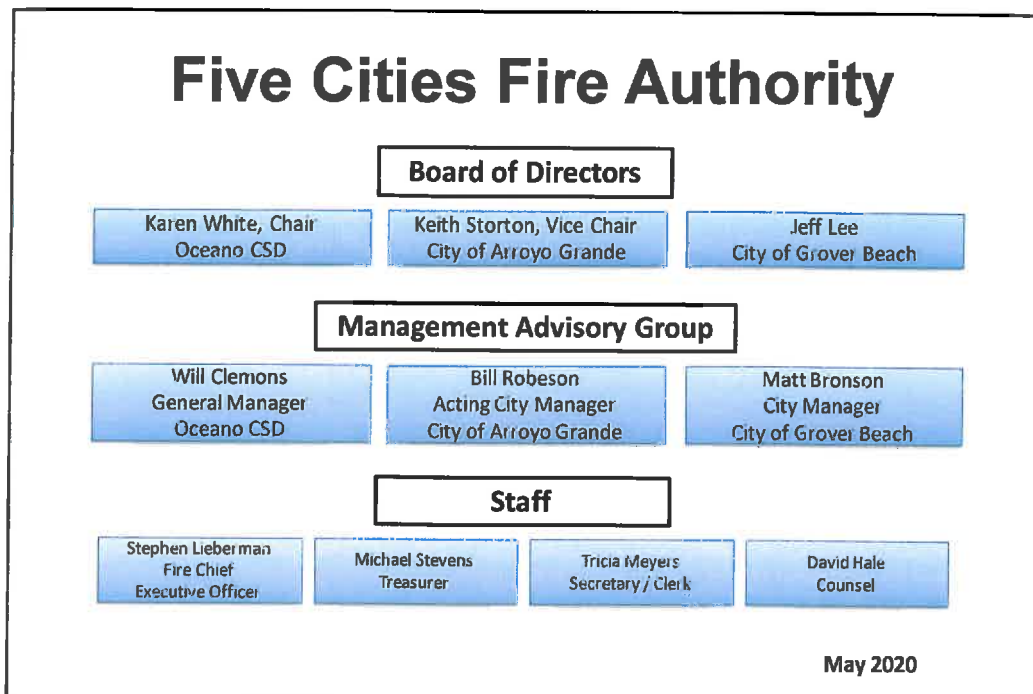 Five Cities Fire Authority
Board of Directors
Karen White, Chair
Oceano CSD
Keith Storton, Vice Chair
City of Arroyo Grande
Jeff Lee
City of Grover Beach
Management Advisory Group
Will Clemons
General Manager
Oceano CSD
Bill Robeson
Acting City Manager
City of Arroyo Grande
Matt Bronson
City Manager
City of Grover Beach
Staff
Stephen Lieberman
Fire Chief
Executive Officer
Michael Stevens
Treasurer
Tricia Meyers
Secretary / Clerk
David Hale
Counsel
May 2020